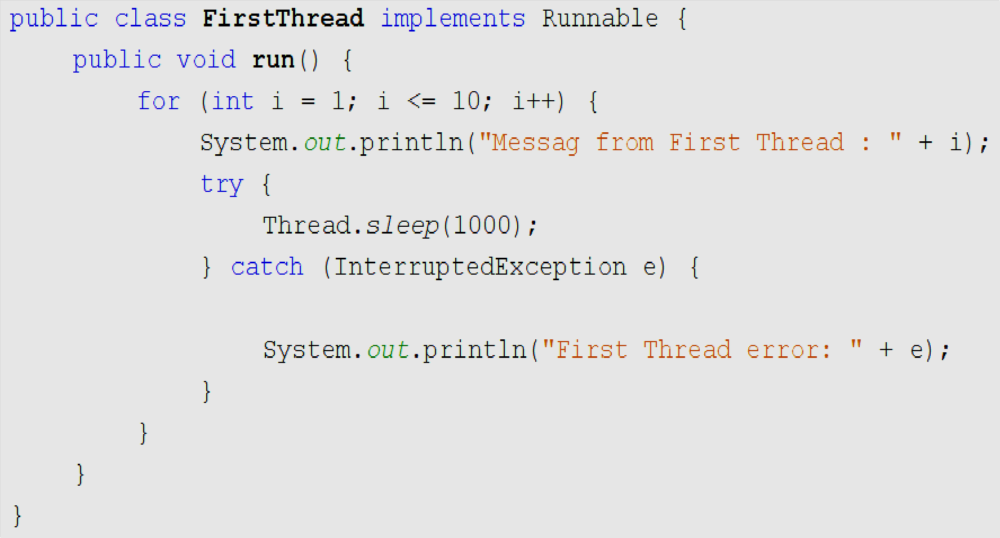 public class FirstThread implements Runnable {
public void run() {
for (int i = 1; i <= 10; i++) {
System.out.println("Messag from First Thread : " + i);
try {
Thread.sleep(1000);
} catch (InterruptedException e) {
System.out.println("First Thread error: " + e);
}
}
}
}